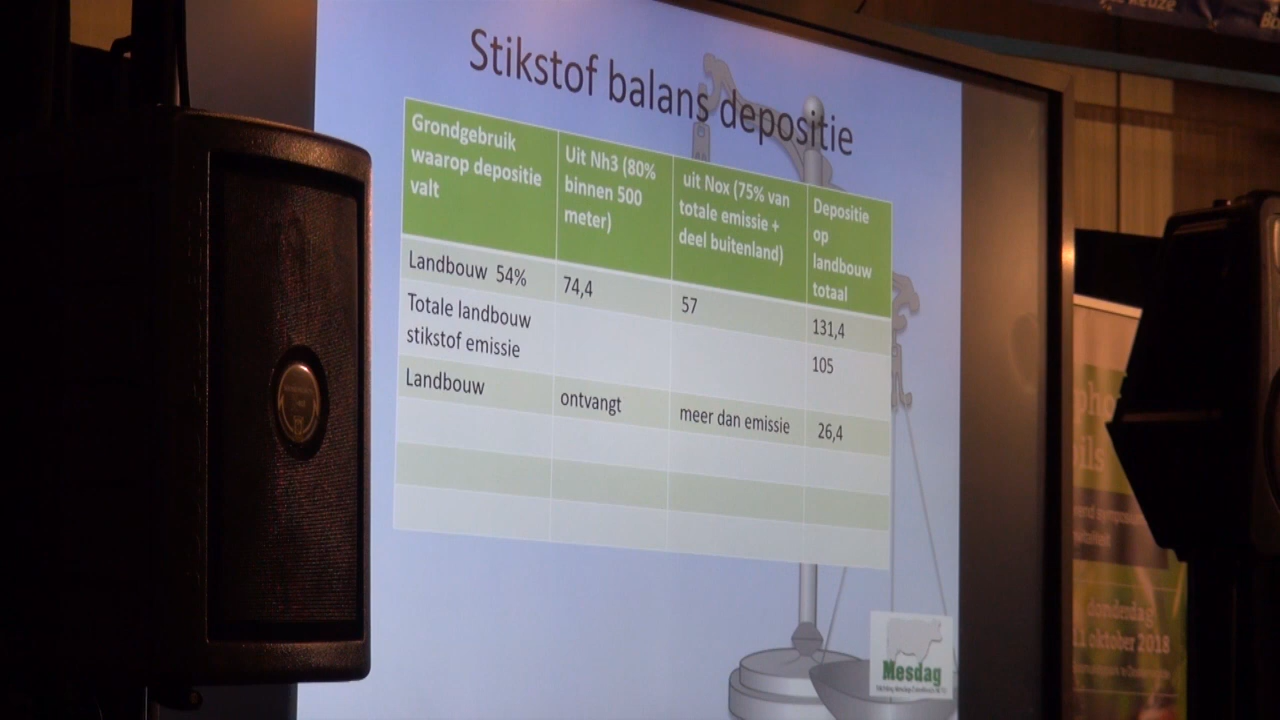 Stikstof balans depositie
Grondgebruik
waarop depositie
valt
Uit Nh3 (80%
binnen 500
meter)
uit Nox (75% van
totale emissie +
deel buitenland)
Depositie
op
landbouw
totaal
Landbouw 54%
74,4
57
131,4
Totale landbouw
stikstof emissie
105
Landbouw
ontvangt
meer dan emissie
26,4
Mesdag
donderdag
11 oktober 2018